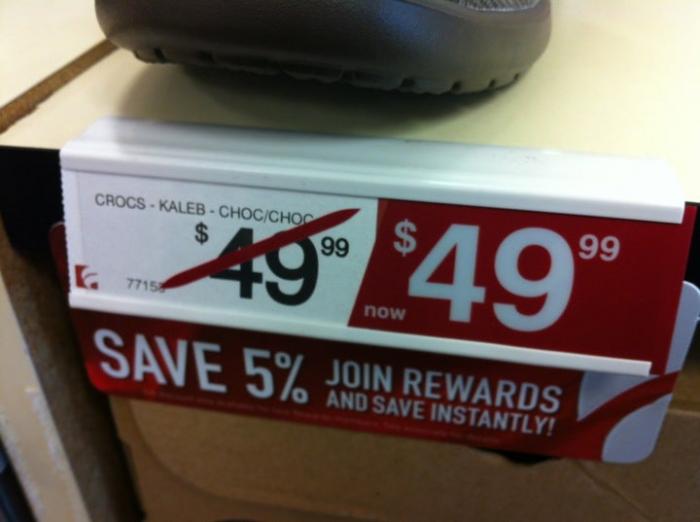 CROCS - KALEB - CHOC/CHOC
$49.99
7715
now $49.99
SAVE 5% JOIN REWARDS
AND SAVE INSTANTLY!